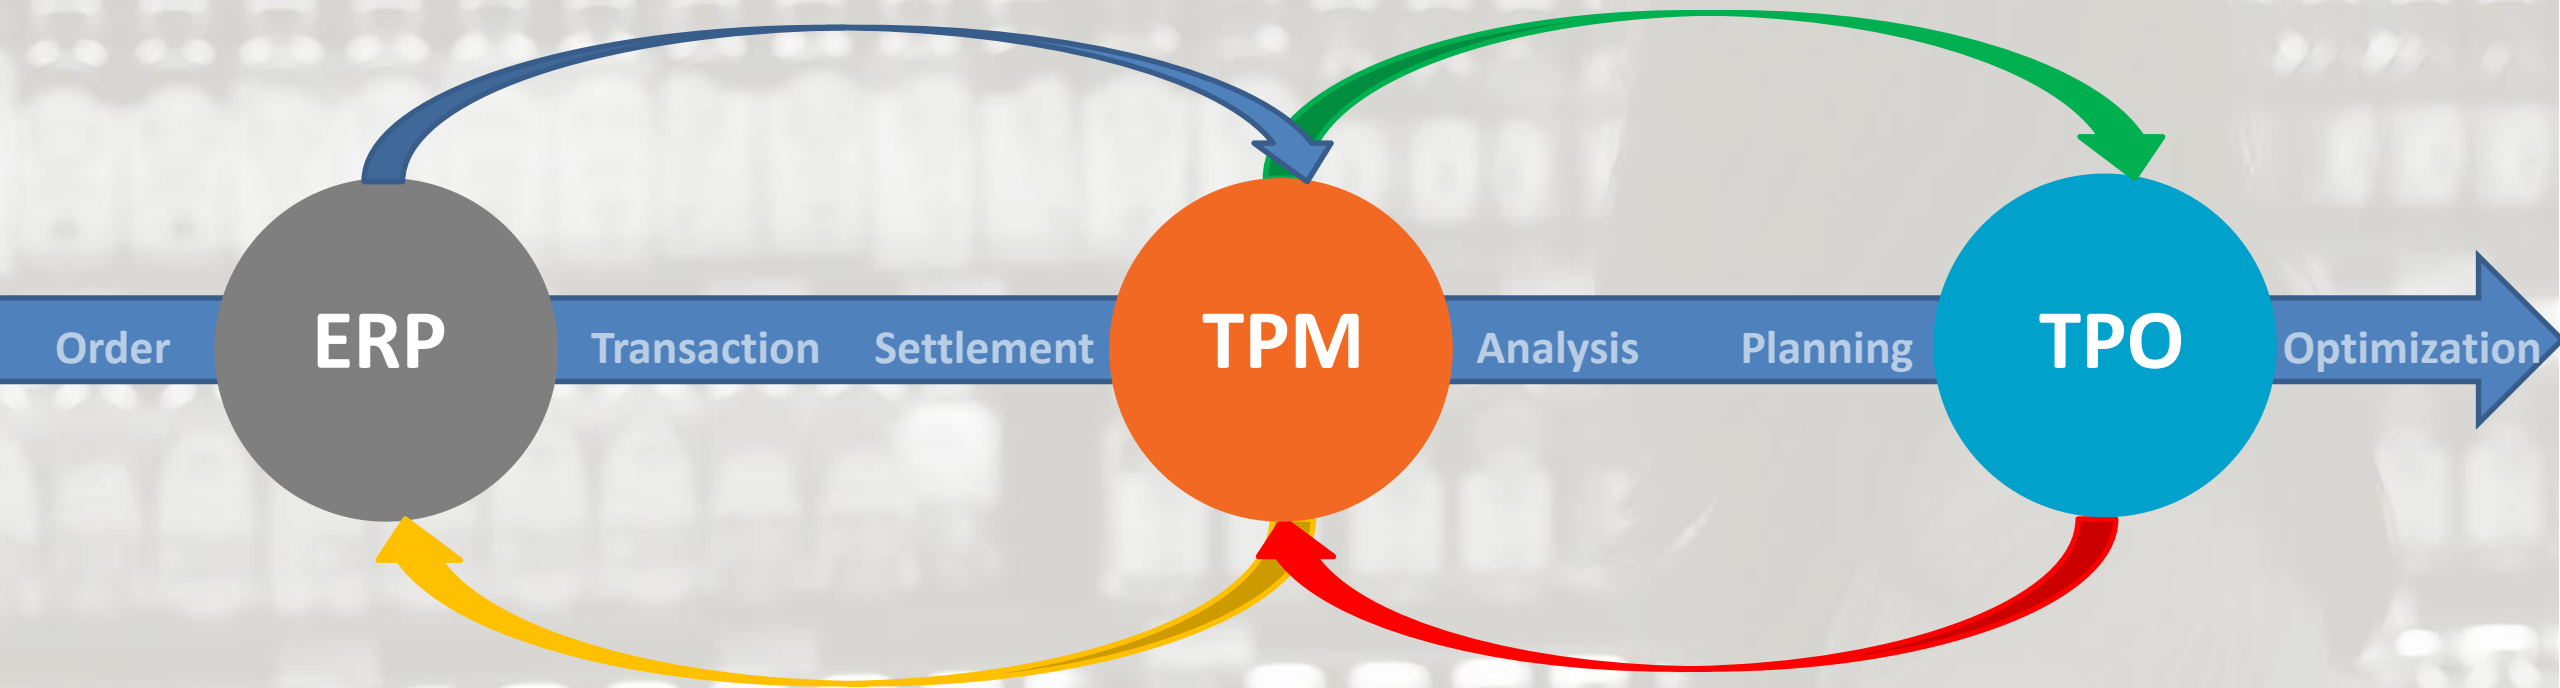 Order ERP Transaction Settlement TPM Analysis Planning TPO Optimization